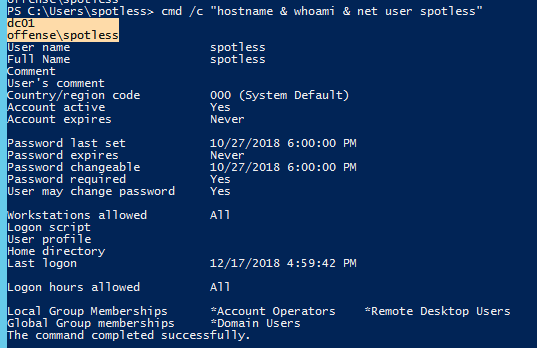 offense\spotless
PS C:\Users\spotless> cmd /c "hostname & whoami & net user spotless"
dc01
offense\spotless
User name spotless
Full Name spotless
Comment
User's comment
Country/region code 000 (System Default)
Account active Yes
Account expires Never
Password last set 10/27/2018 6:00:00 PM
Password expires Never
Password changeable 10/27/2018 6:00:00 PM
Password required Yes
User may change password Yes
Workstations allowed All
Logon script
User profile
Home directory
Last logon 12/17/2018 4:59:42 PM
Logon hours allowed All
Local Group Memberships *Account Operators *Remote Desktop Users
Global Group memberships *Domain Users
The command completed successfully.